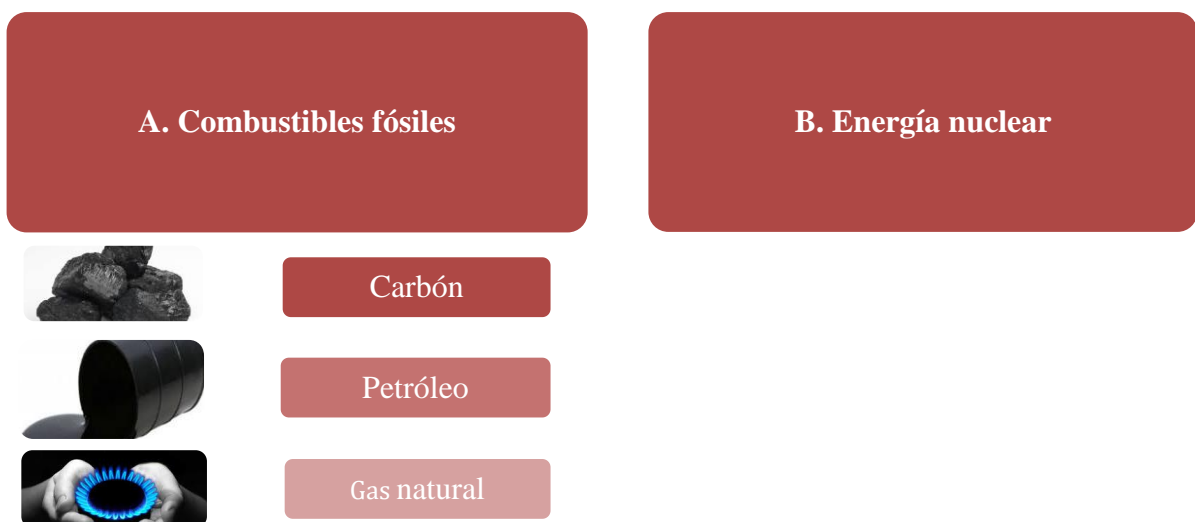 A. Combustibles fósiles
B. Energía nuclear
Carbón
Petróleo
Gas natural